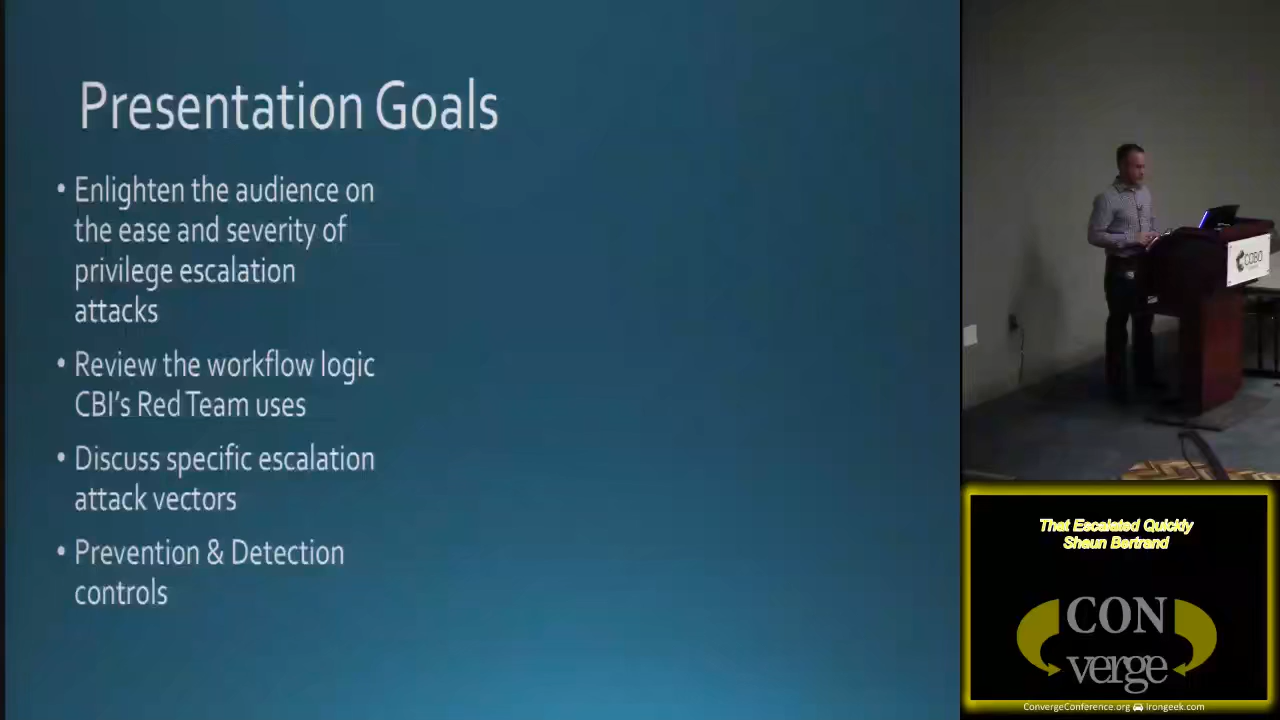 Presentation Goals
• Enlighten the audience on
the ease and severity of
privilege escalation
attacks
• Review the workflow logic
CBI's Red Team uses
• Discuss specific escalation
attack vectors
• Prevention & Detection
controls
COBO
That Escalated Quickly
Shaun Bertrand
CON
verge
ConvergeConference.org irongeek.com